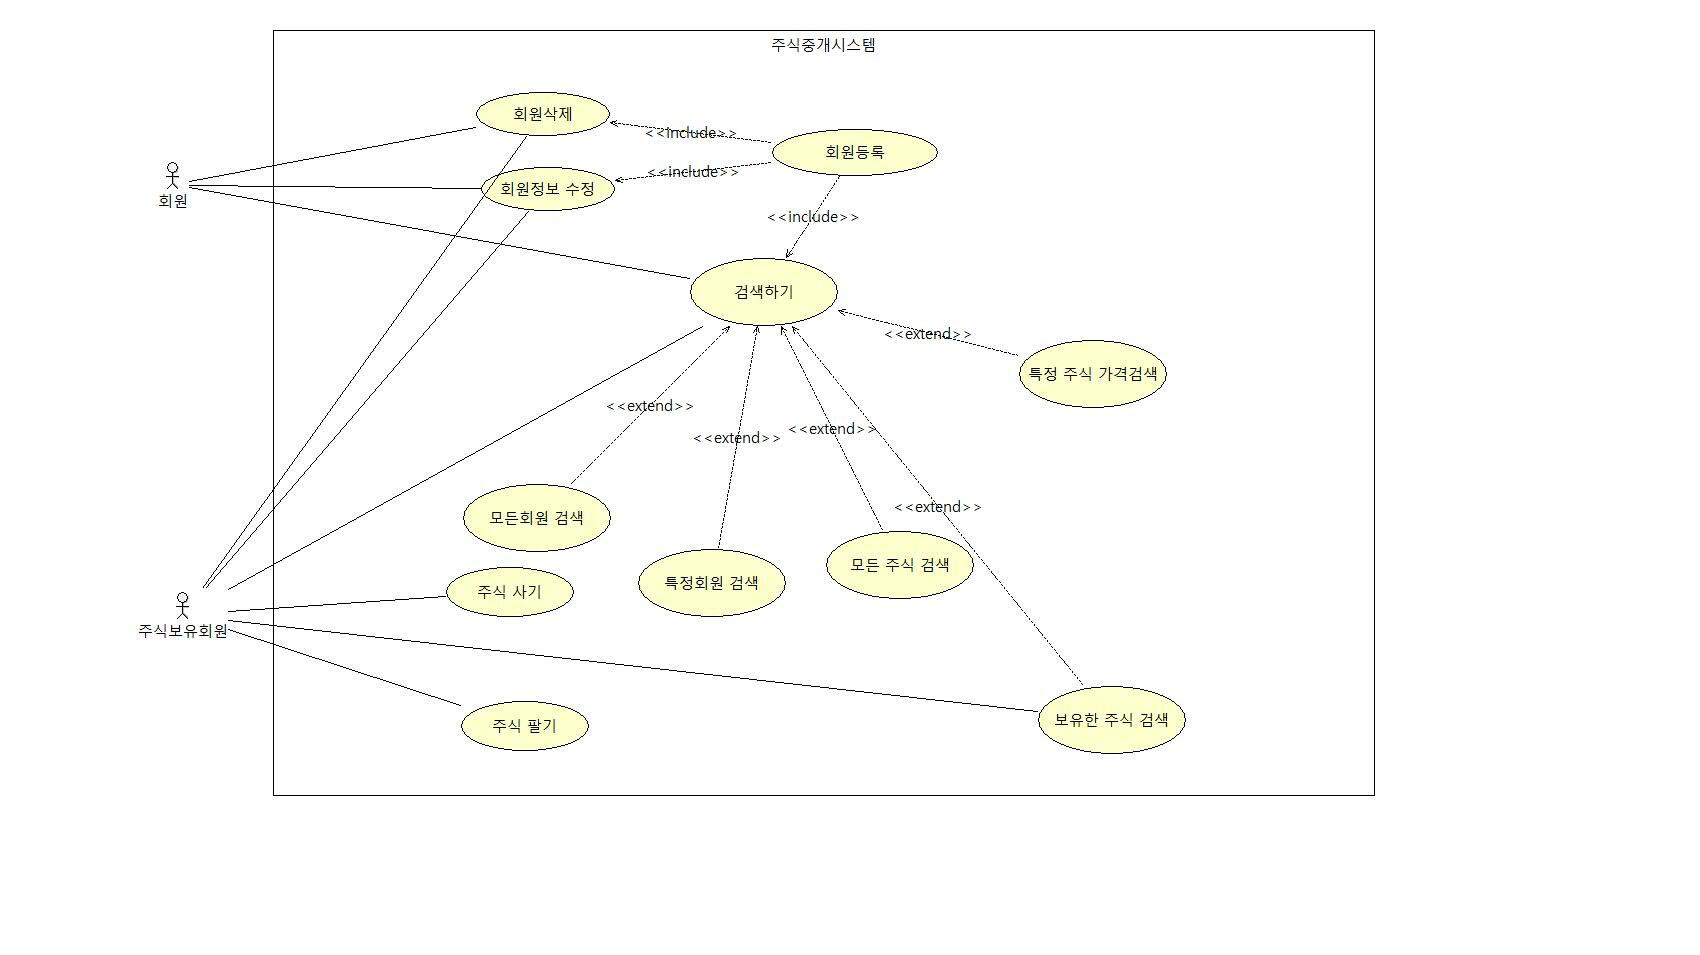 주식중개시스템
회원삭제
<<include>>
회원등록
<<include>>
회원정보 수정
회원
<<include>>
검색하기
<<extend>>
특정 주식 가격검색
<<extend>>
<<extend>>
<<extend>>
<<extend>>
모든회원 검색
모든 주식 검색
특정회원 검색
주식 사기
주식보유회원
보유한 주식 검색
주식 팔기